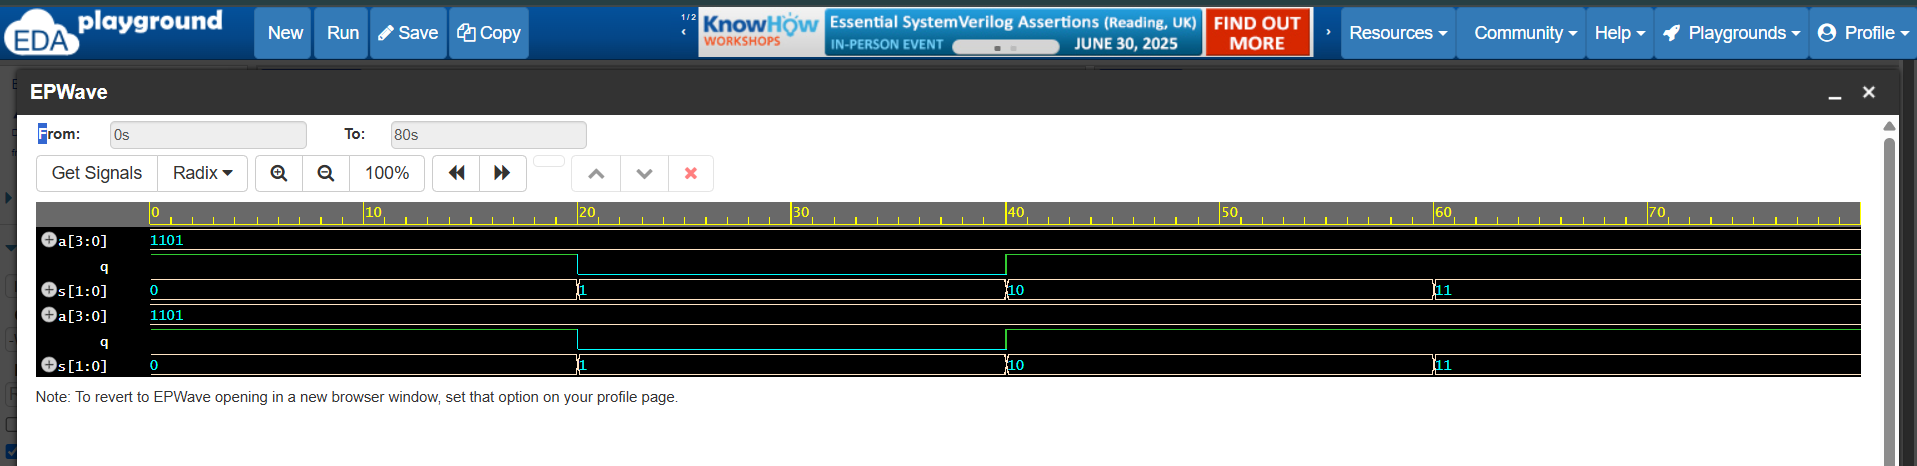 EDA playground
New
Run
Save
Copy
1/2
KnowHow
WORKSHOPS
Essential SystemVerilog Assertions (Reading, UK)
IN-PERSON EVENT
JUNE 30, 2025
FIND OUT
MORE
Resources
Community
Help
Playgrounds
Profile
EPWave
From: 0s To: 80s
Get Signals Radix 100%
0 10 20 30 40 50 60 70
a[3:0] 1101
q
s[1:0] 0 1 10 11
a[3:0] 1101
q
s[1:0] 0 1 10 11
Note: To revert to EPWave opening in a new browser window, set that option on your profile page.